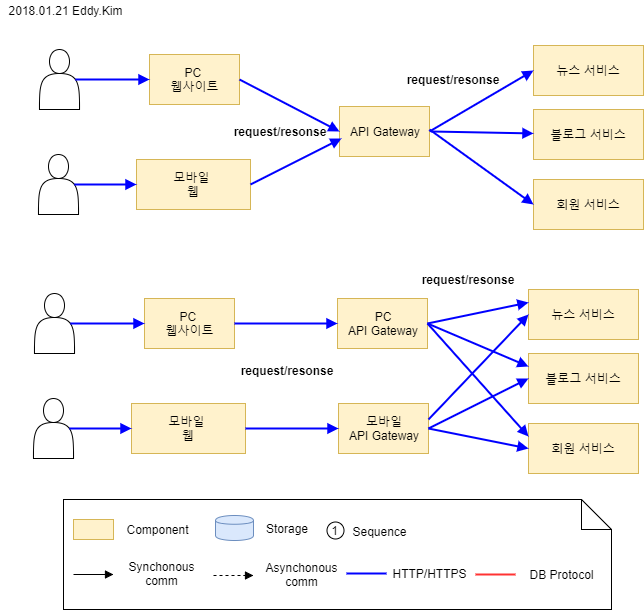 2018.01.21 Eddy.Kim
PC
웹사이트
request/resonse
뉴스 서비스
request/resonse
API Gateway
블로그 서비스
모바일
웹
회원 서비스
request/resonse
PC
웹사이트
PC
API Gateway
뉴스 서비스
request/resonse
블로그 서비스
모바일
웹
모바일
API Gateway
회원 서비스
Component
Storage
1
Sequence
Synchonous
comm
Asynchonous
comm
HTTP/HTTPS
DB Protocol